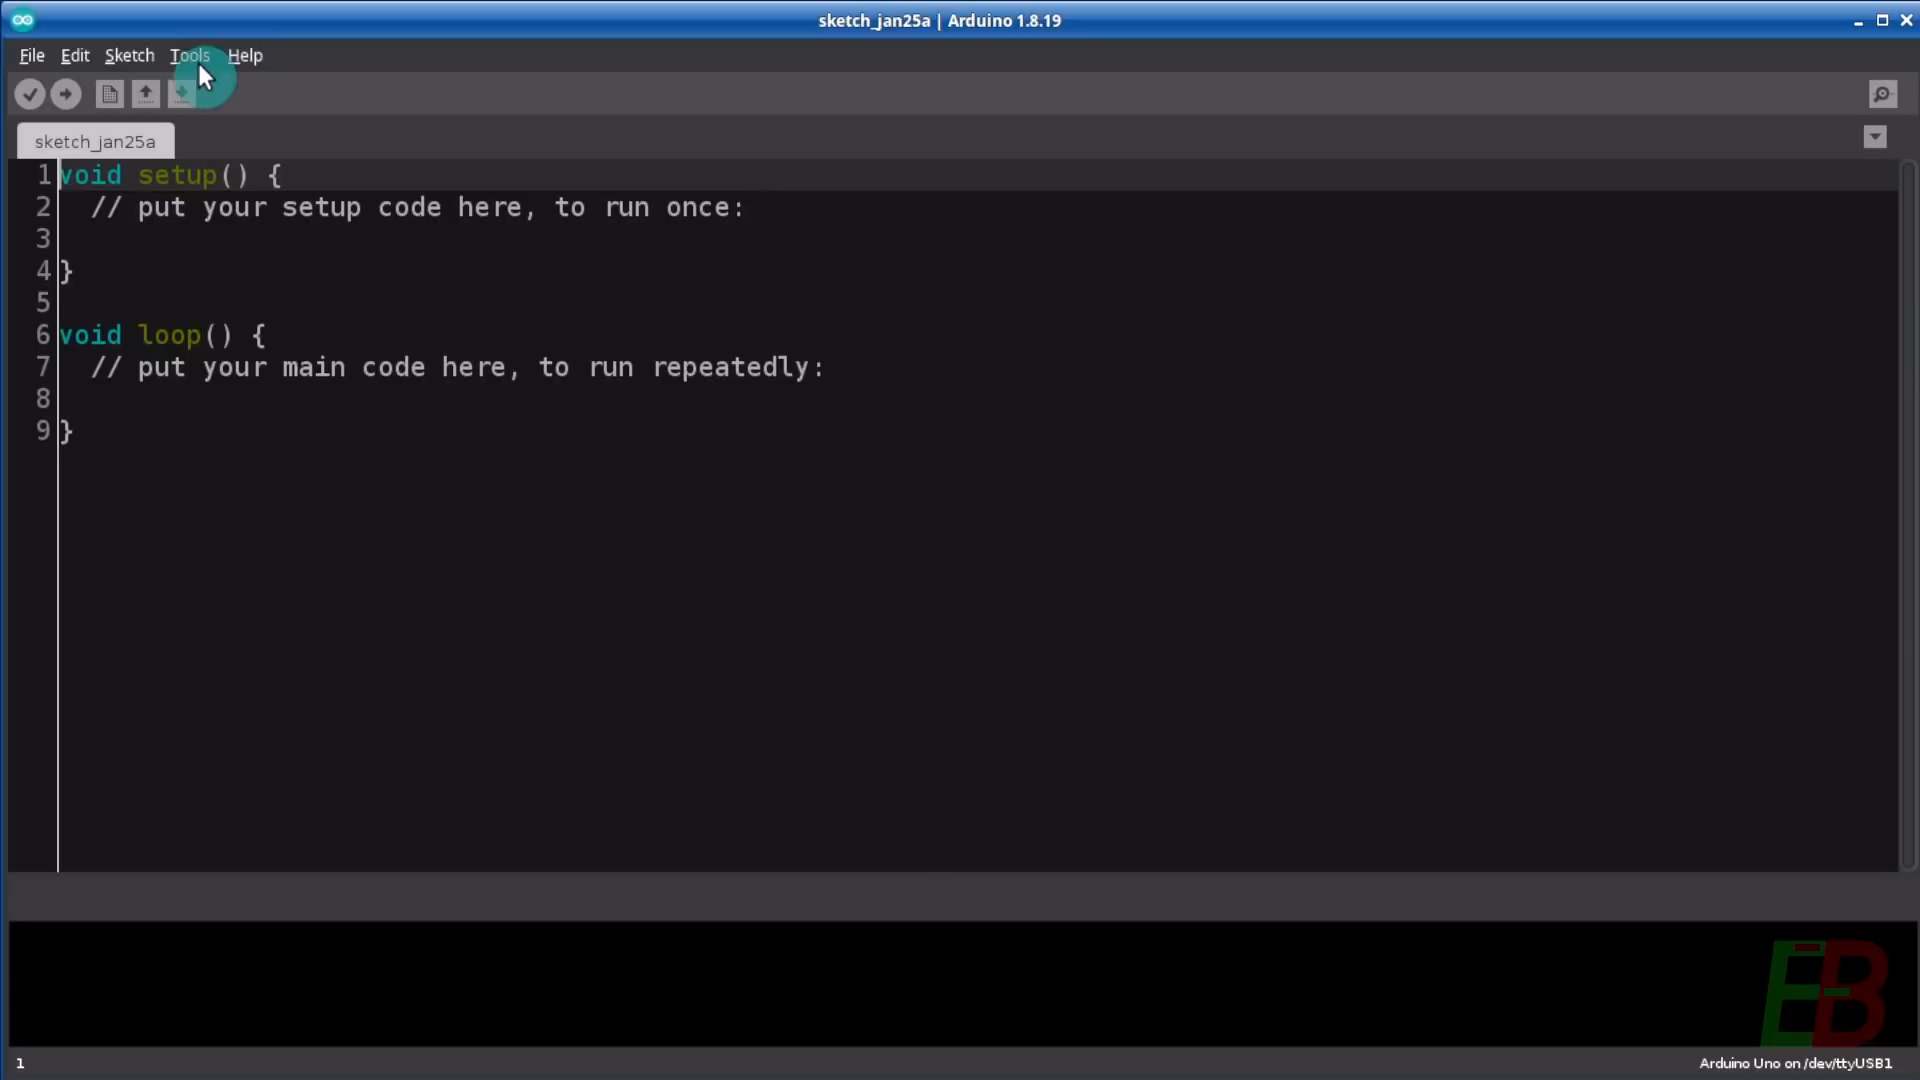 sketch_jan25a | Arduino 1.8.19
File Edit Sketch Tools Help
sketch_jan25a
1 void setup() {
2 // put your setup code here, to run once:
3
4 }
5
6 void loop() {
7 // put your main code here, to run repeatedly:
8
9 }
EB
1 Arduino Uno on /dev/ttyUSB1